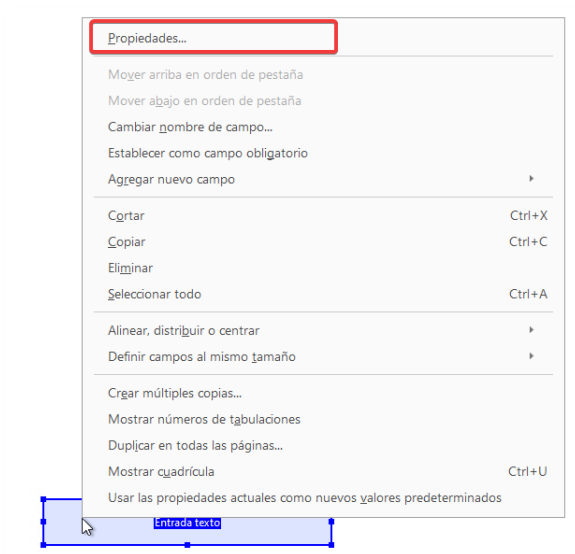 Propiedades...
Mover arriba en orden de pestaña
Mover abajo en orden de pestaña
Cambiar nombre de campo...
Establecer como campo obligatorio
Agregar nuevo campo
Cortar Ctrl+X
Copiar Ctrl+C
Eliminar
Seleccionar todo Ctrl+A
Alinear, distribuir o centrar
Definir campos al mismo tamaño
Crear múltiples copias...
Mostrar números de tabulaciones
Duplicar en todas las páginas...
Mostrar cuadrícula Ctrl+U
Usar las propiedades actuales como nuevos valores predeterminados
Entrada texto